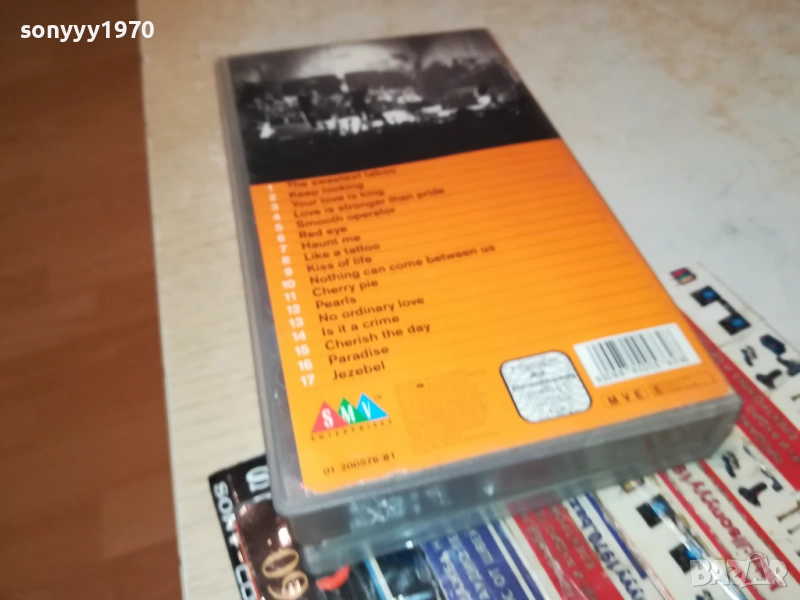 sonyyy1970
1 The sweetest taboo
2 Keep looking
3 Your love is king
4 Love is stronger than pride
5 Smooth operator
6 Red eye
7 Haunt me
8 Like a tattoo
9 Kiss of life
10 Nothing can come between us
11 Cherry pie
12 Pearls
13 No ordinary love
14 Is it a crime
15 Cherish the day
16 Paradise
17 Jezebel
SMV
ENTERPRISES
01-200576-81
M V E E
BAZAR